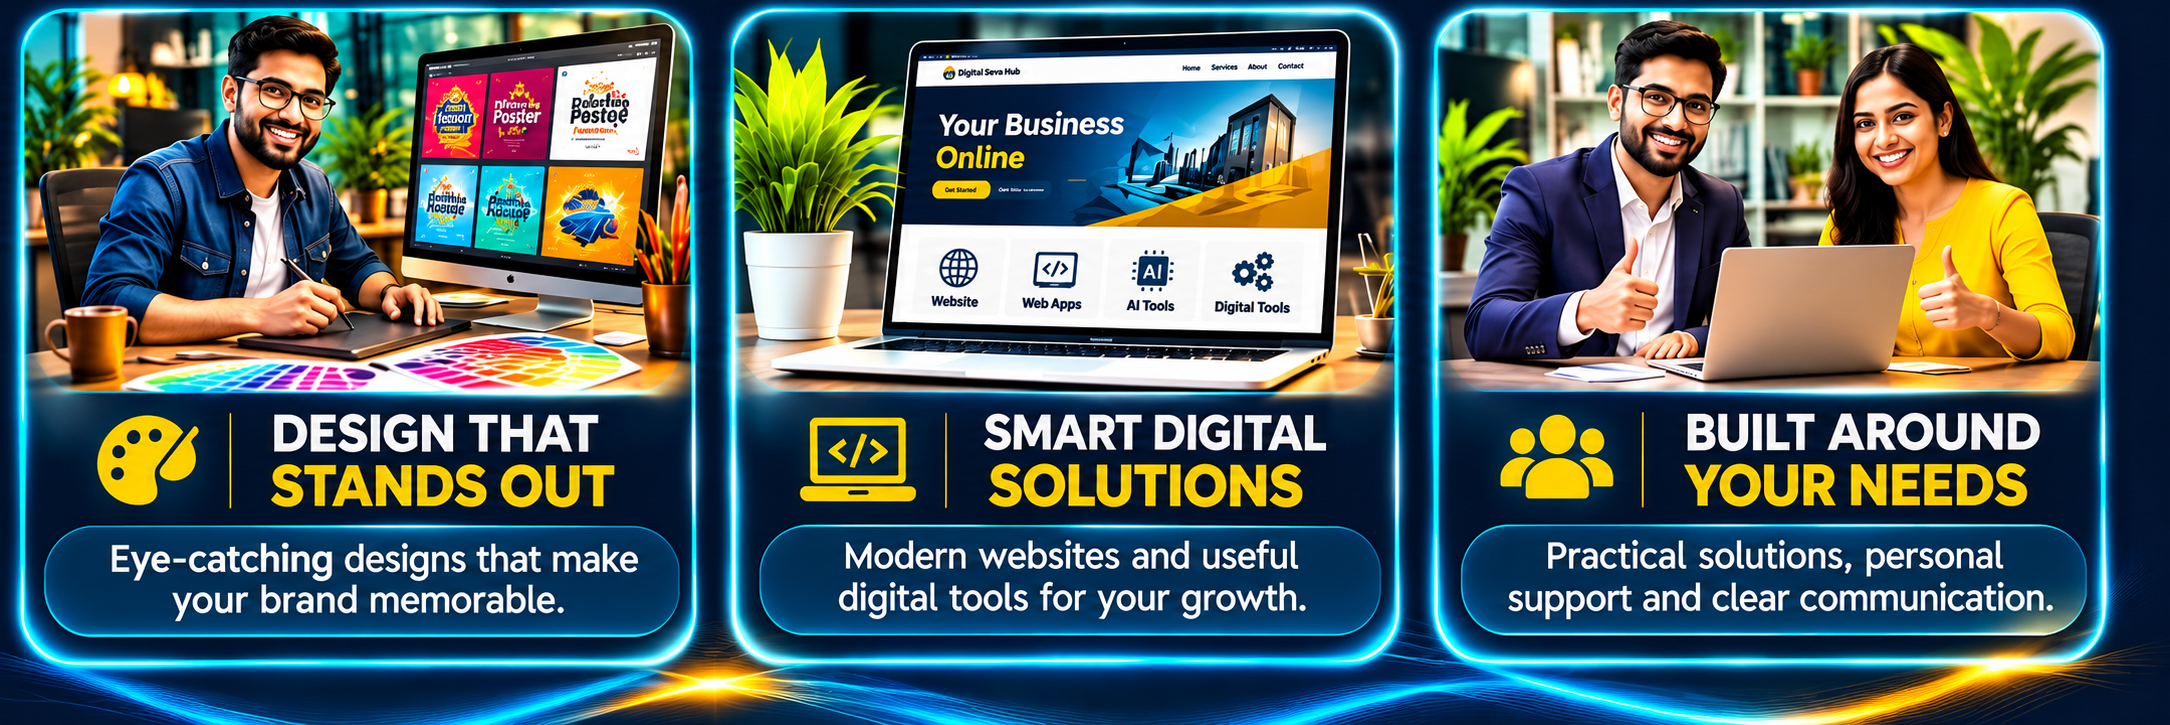 Poster
Digital Seva Hub
Home Services About Contact
Your Business
Online
Get Started
Website
Web Apps
AI
AI Tools
Digital Tools
DESIGN THAT
STANDS OUT
Eye-catching designs that make
your brand memorable.
</>
SMART DIGITAL
SOLUTIONS
Modern websites and useful
digital tools for your growth.
BUILT AROUND
YOUR NEEDS
Practical solutions, personal
support and clear communication.